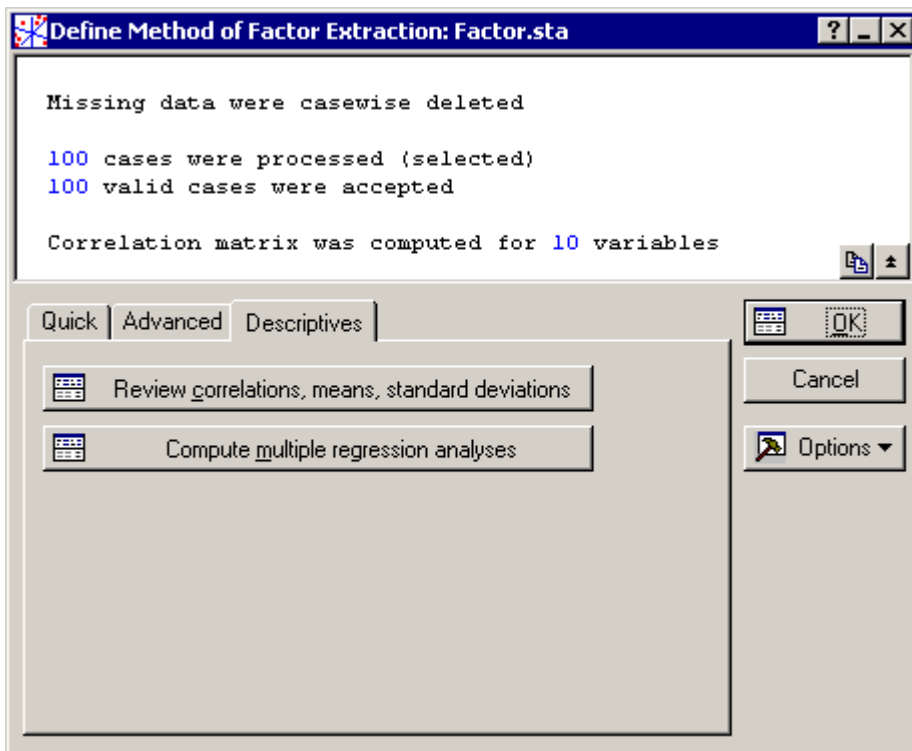 Define Method of Factor Extraction: Factor.sta
Missing data were casewise deleted
100 cases were processed (selected)
100 valid cases were accepted
Correlation matrix was computed for 10 variables
Quick
Advanced
Descriptives
Review correlations, means, standard deviations
Compute multiple regression analyses
OK
Cancel
Options